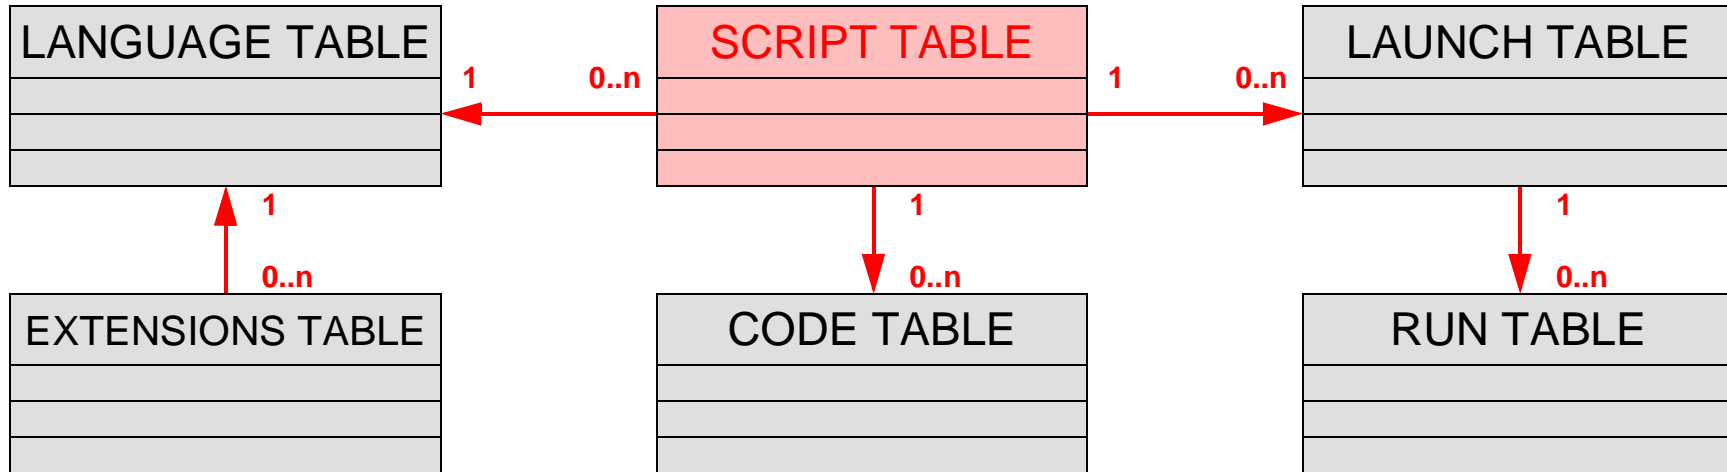 LANGUAGE TABLE
SCRIPT TABLE
LAUNCH TABLE
1
0..n
1
0..n
1
0..n
1
0..n
1
0..n
EXTENSIONS TABLE
CODE TABLE
RUN TABLE